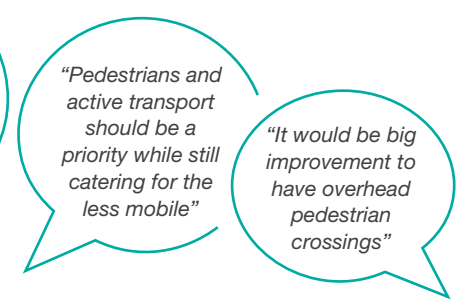 “Pedestrians and
active transport
should be a
priority while still
catering for the
less mobile”
“It would be big
improvement to
have overhead
pedestrian
crossings”